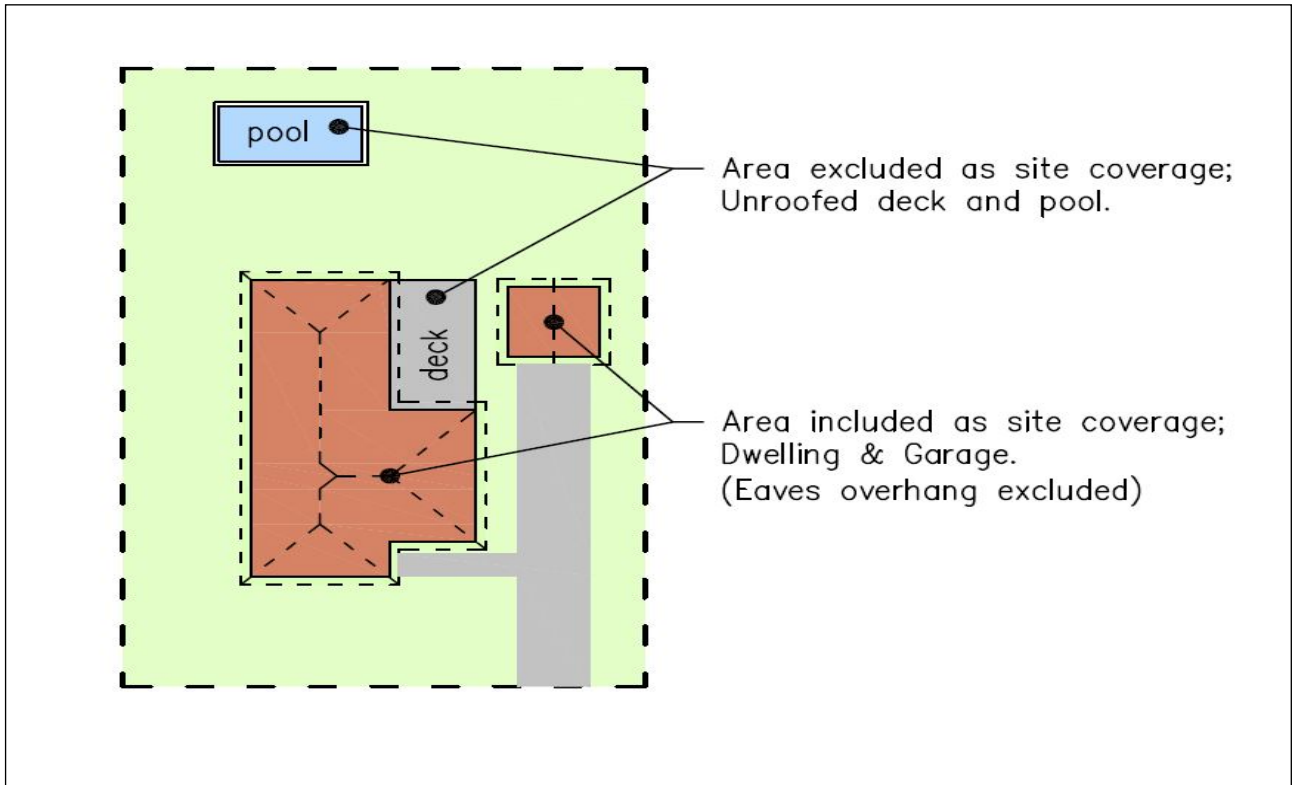 pool
Area excluded as site coverage;
Unroofed deck and pool.
deck
Area included as site coverage;
Dwelling & Garage.
(Eaves overhang excluded)